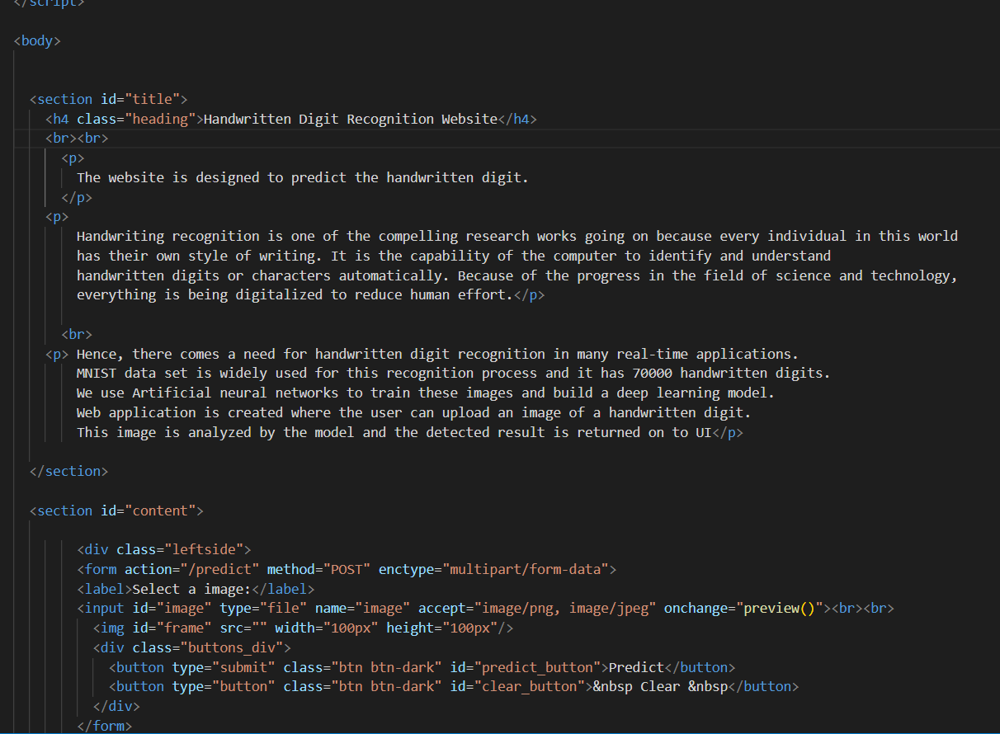 </script>
<body>
<section id="title">
<h4 class="heading">Handwritten Digit Recognition Website</h4>
<br><br>
<p>
The website is designed to predict the handwritten digit.
</p>
<p>
Handwriting recognition is one of the compelling research works going on because every individual in this world
has their own style of writing. It is the capability of the computer to identify and understand
handwritten digits or characters automatically. Because of the progress in the field of science and technology,
everything is being digitalized to reduce human effort.</p>
<br>
<p> Hence, there comes a need for handwritten digit recognition in many real-time applications.
MNIST data set is widely used for this recognition process and it has 70000 handwritten digits.
We use Artificial neural networks to train these images and build a deep learning model.
Web application is created where the user can upload an image of a handwritten digit.
This image is analyzed by the model and the detected result is returned on to UI</p>
</section>
<section id="content">
<div class="leftside">
<form action="/predict" method="POST" enctype="multipart/form-data">
<label>Select a image:</label>
<input id="image" type="file" name="image" accept="image/png, image/jpeg" onchange="preview()"><br><br>
<img id="frame" src="" width="100px" height="100px"/>
<div class="buttons_div">
<button type="submit" class="btn btn-dark" id="predict_button">Predict</button>
<button type="button" class="btn btn-dark" id="clear_button">&nbsp Clear &nbsp</button>
</div>
</form>